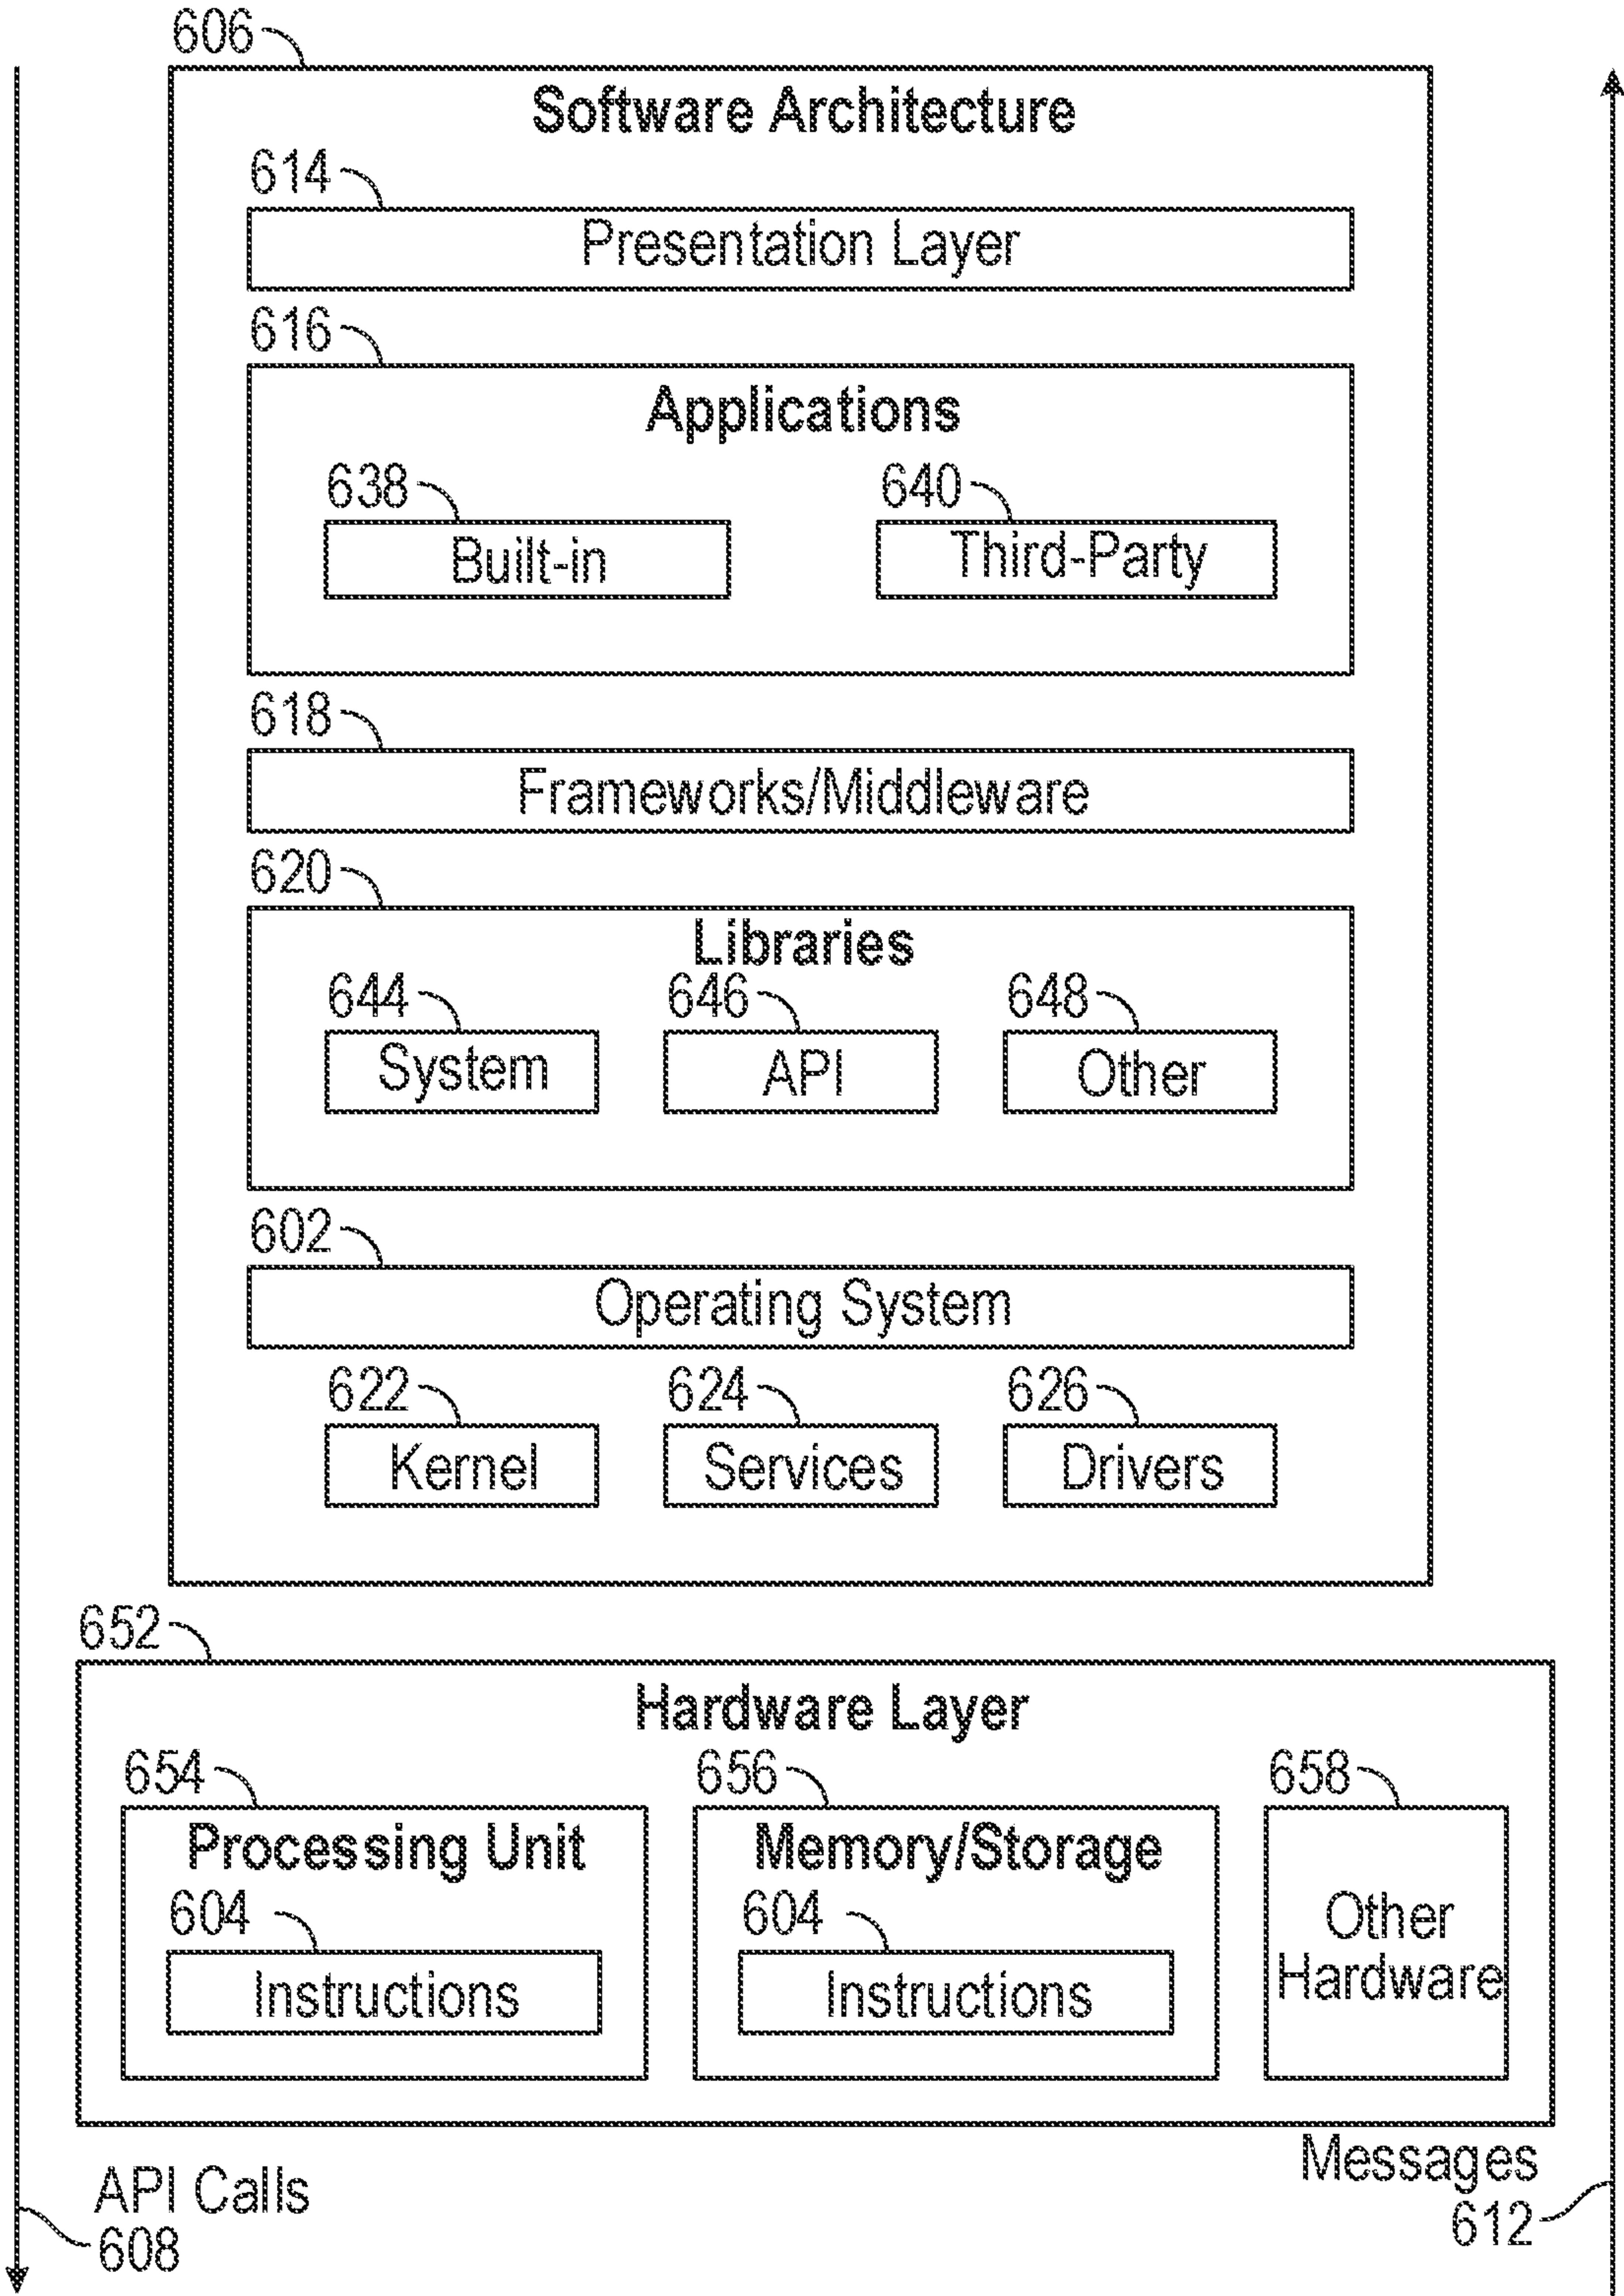 606
Software Architecture
614
Presentation Layer
616
Applications
638 640
Built-in Third-Party
618
Frameworks/Middleware
620
Libraries
644 646 648
System API Other
602
Operating System
622 624 626
Kernel Services Drivers
652
Hardware Layer
654 656 658
Processing Unit Memory/Storage
604 604
Other
Hardware
Instructions Instructions
Messages
API Calls
612
608